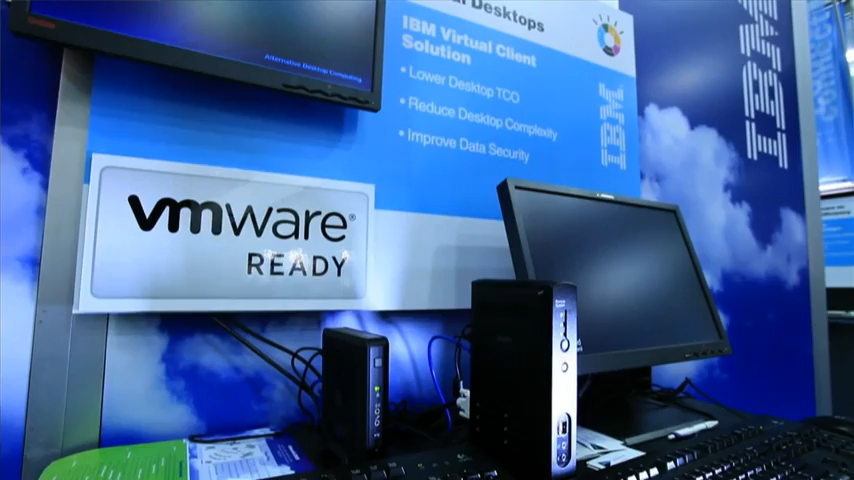 Desktops
IBM Virtual Client
Solution
• Lower Desktop TCO
• Reduce Desktop Complexity
• Improve Data Security
IBM
IBM
Alternative Desktop Computing
vmware®
READY